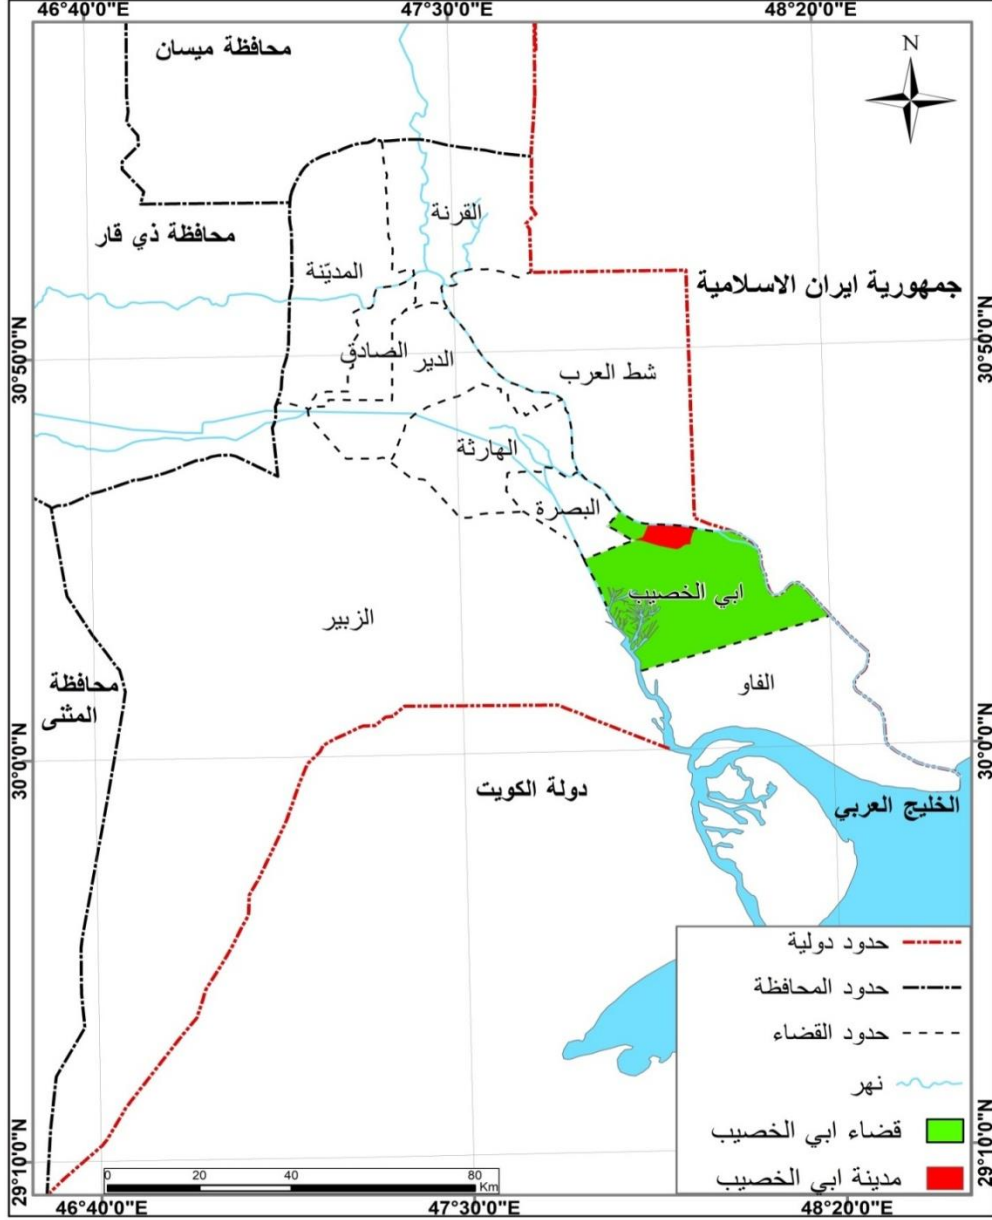 46°40'0"E 47°30'0"E 48°20'0"E
محافظة ميسان
N
القرنة
محافظة ذي قار
المديّنة
جمهورية ايران الاسلامية
30°50'0"N 30°50'0"N
الدير الصادق
شط العرب
الهارثة
البصرة
ابي الخصيب
الزبير
محافظة
المثنى
الفاو
30°0'0"N 30°0'0"N
دولة الكويت
الخليج العربي
حدود دولية
حدود المحافظة
حدود القضاء
نهر
قضاء ابي الخصيب
مدينة ابي الخصيب
29°10'0"N 29°10'0"N
0 20 40 80
Km
46°40'0"E 47°30'0"E 48°20'0"E